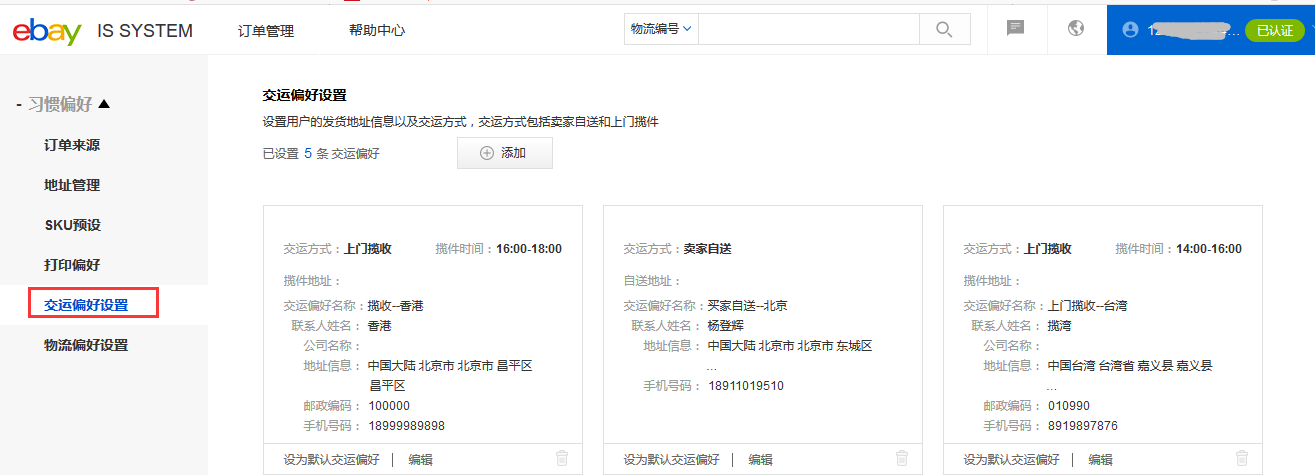 ebay IS SYSTEM 订单管理 帮助中心 物流编号 已认证
- 习惯偏好
订单来源
地址管理
SKU预设
打印偏好
交运偏好设置
物流偏好设置
交运偏好设置
设置用户的发货地址信息以及交运方式，交运方式包括卖家自送和上门揽件
已设置 5 条 交运偏好 添加
交运方式：上门揽收 揽件时间：16:00-18:00
揽件地址：
交运偏好名称：揽收--香港
联系人姓名：香港
公司名称：
地址信息：中国大陆 北京市 北京市 昌平区
昌平区
邮政编码：100000
手机号码：18999989898
设为默认交运偏好 | 编辑
交运方式：卖家自送
自送地址：
交运偏好名称：买家自送--北京
联系人姓名：杨登辉
地址信息：中国大陆 北京市 北京市 东城区
...
手机号码：18911019510
设为默认交运偏好 | 编辑
交运方式：上门揽收 揽件时间：14:00-16:00
揽件地址：
交运偏好名称：上门揽收--台湾
联系人姓名：揽湾
公司名称：
地址信息：中国台湾 台湾省 嘉义县 嘉义县
...
邮政编码：010990
手机号码：8919897876
设为默认交运偏好 | 编辑